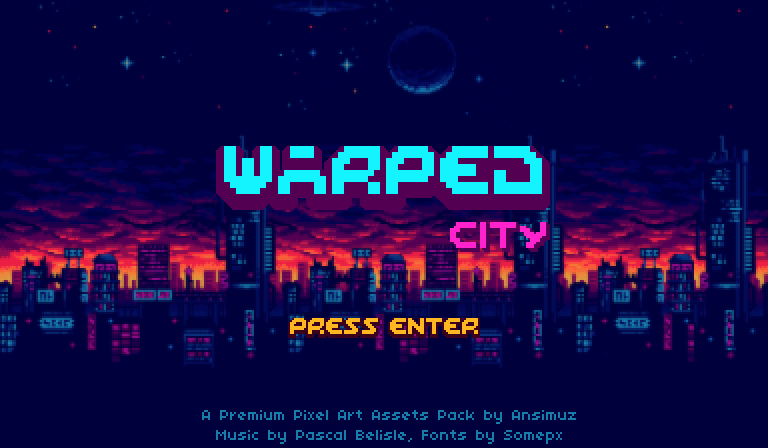 WARPED
CITY
PRESS ENTER
A Premium Pixel Art Assets Pack by Ansimuz
Music by Pascal Belisle, Fonts by Somepx